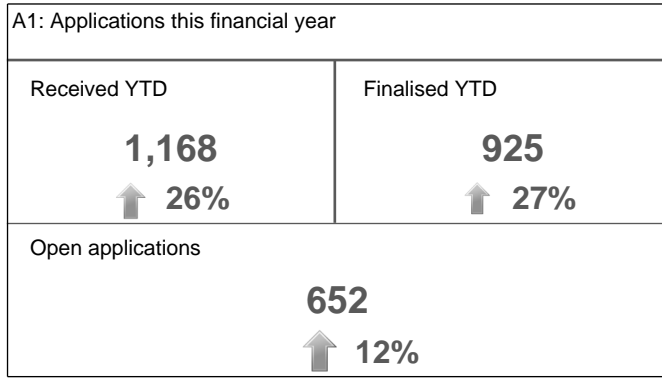 A1: Applications this financial year
Received YTD
1,168
26%
Finalised YTD
925
27%
Open applications
652
12%